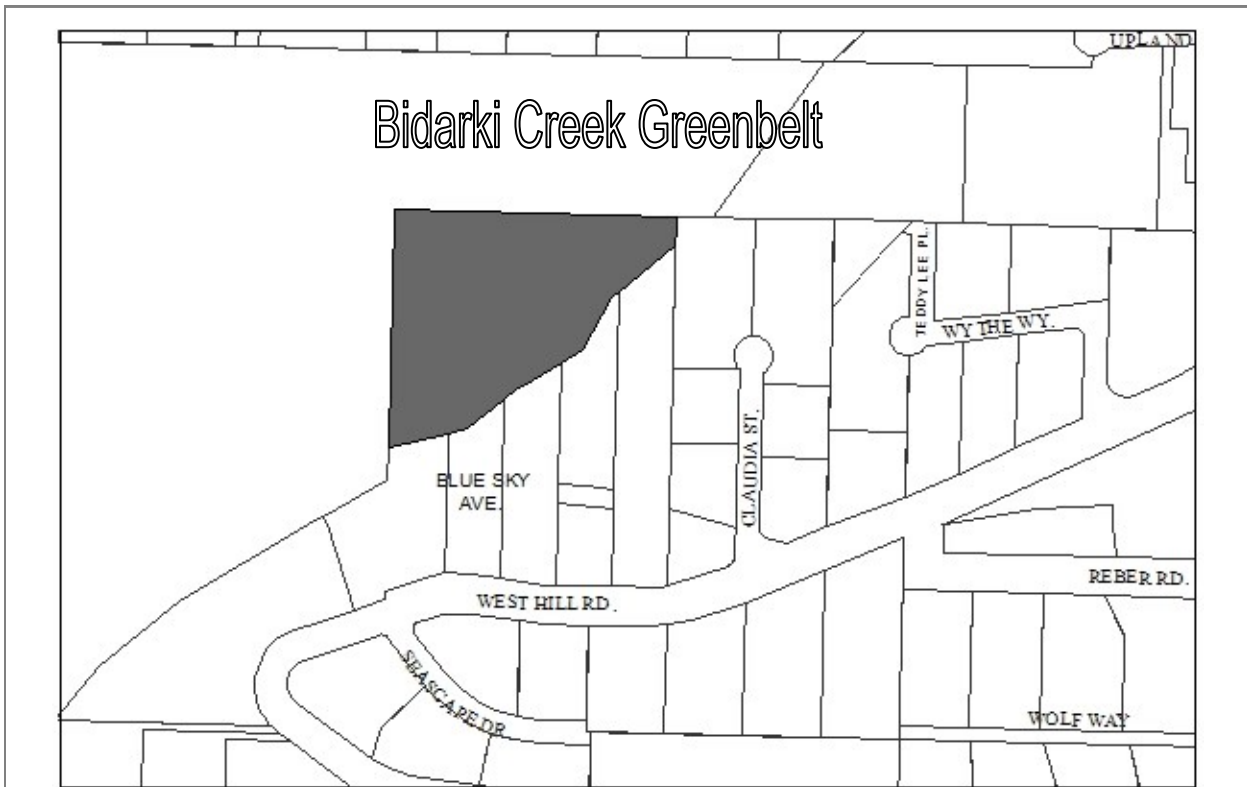 UPLAND
Bidarki Creek Greenbelt
TEDDY LEE PL.
WYTHE WY.
CLAUDIA ST.
BLUE SKY
AVE.
REBER RD.
WEST HILL RD.
SEASCAPE DR
WOLF WAY